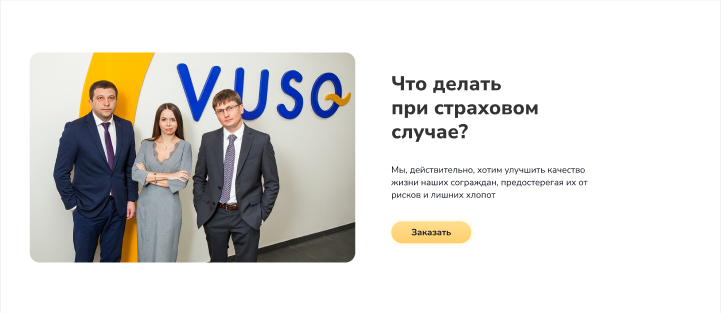 VUSO
Что делать
при страховом
случае?
Мы, действительно, хотим улучшить качество
жизни наших сограждан, предостерегая их от
рисков и лишних хлопот
Заказать